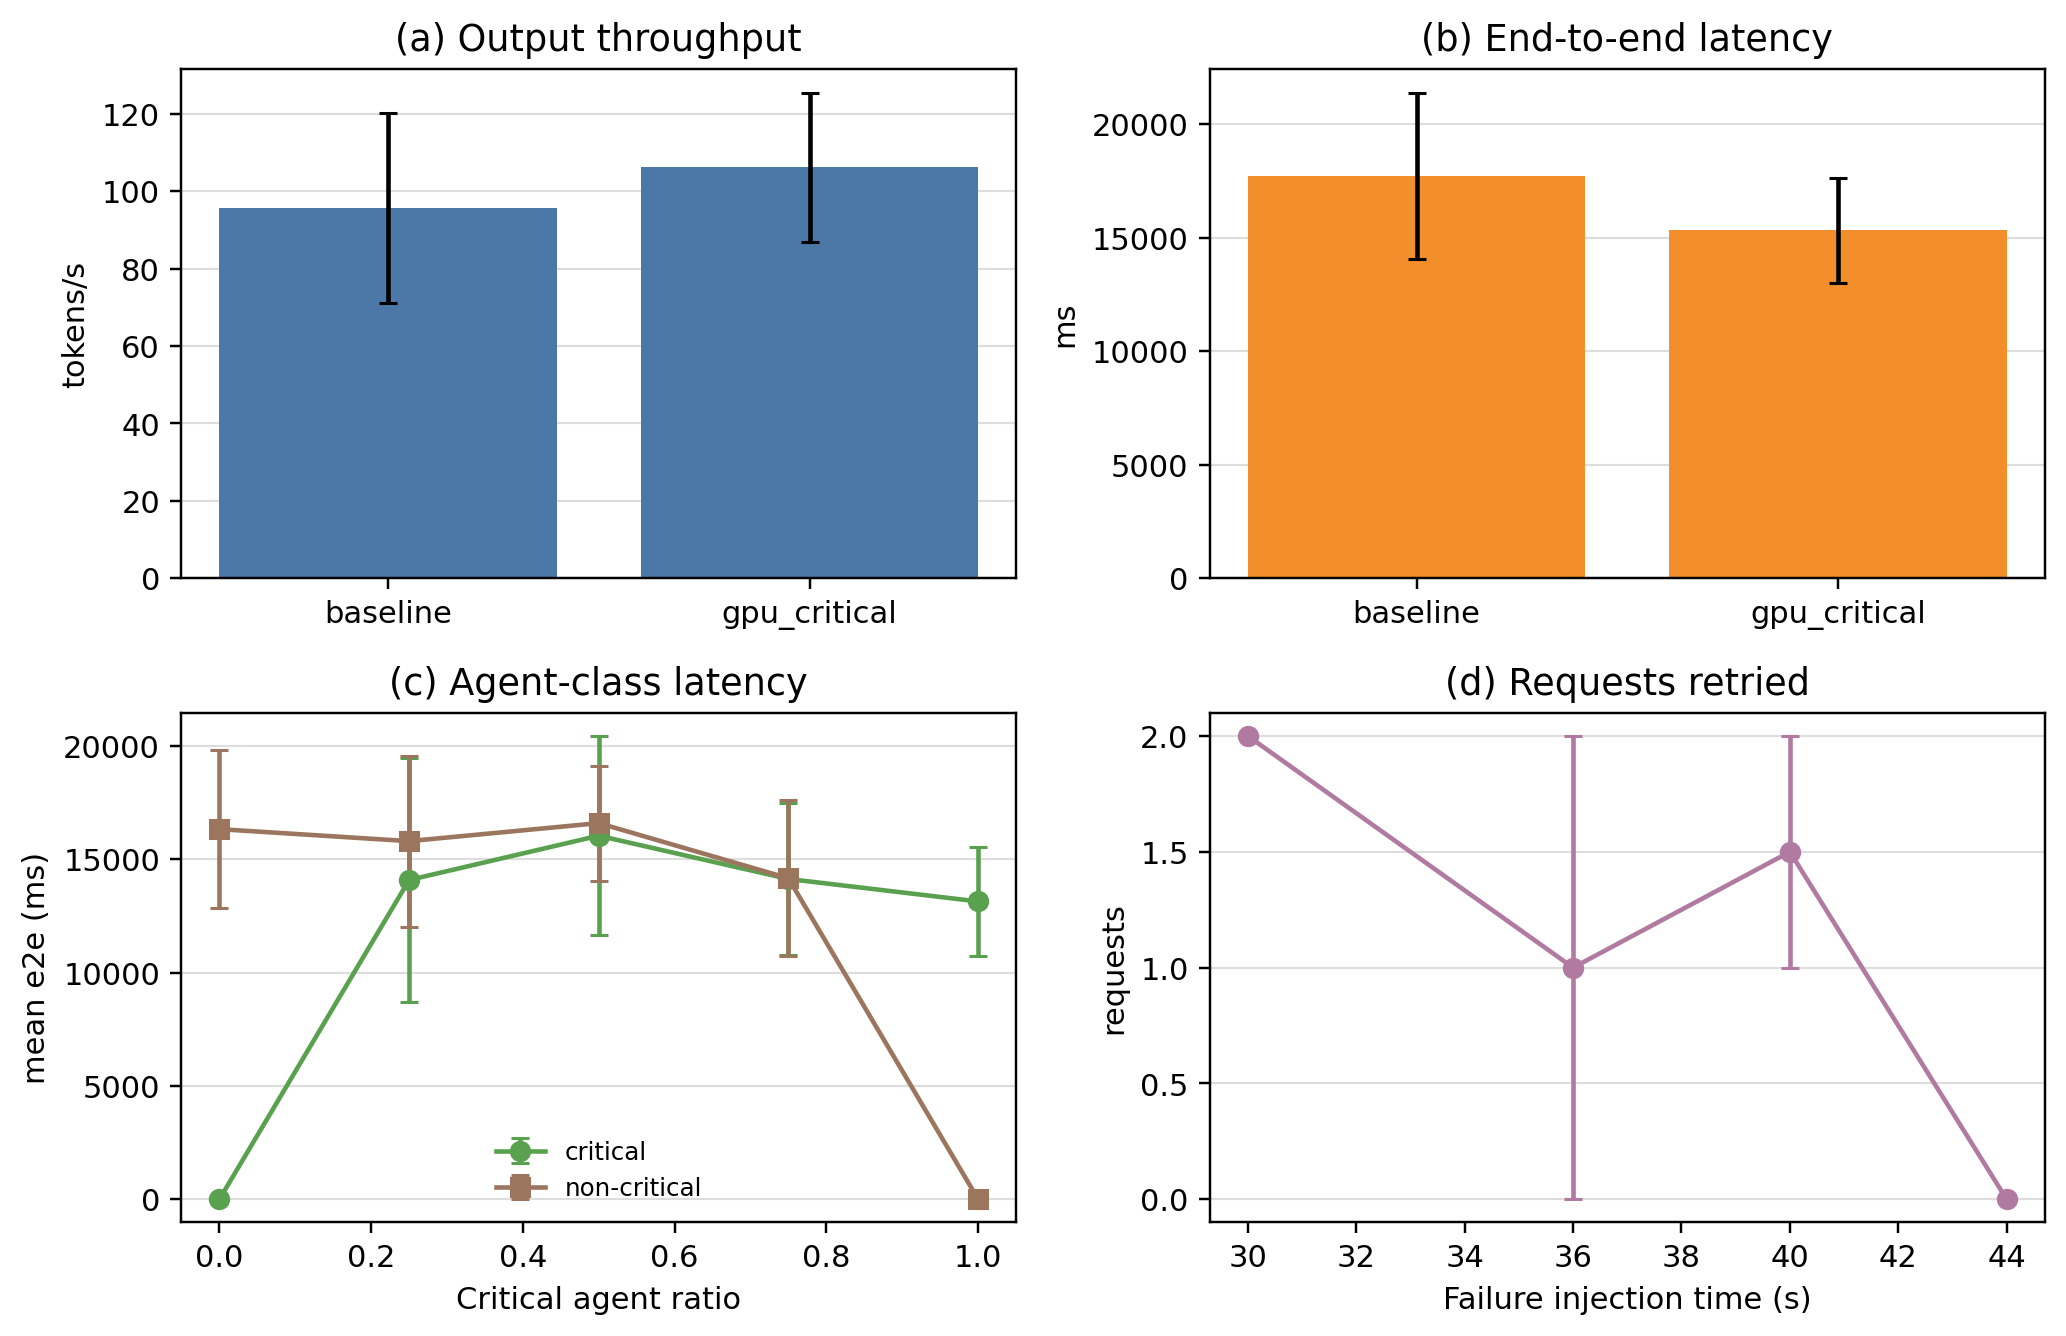 (a) Output throughput
tokens/s
120
100
80
60
40
20
0
baseline
gpu_critical
(b) End-to-end latency
ms
20000
15000
10000
5000
0
baseline
gpu_critical
(c) Agent-class latency
mean e2e (ms)
20000
15000
10000
5000
0
critical
non-critical
0.0
0.2
0.4
0.6
0.8
1.0
Critical agent ratio
(d) Requests retried
requests
2.0
1.5
1.0
0.5
0.0
30
32
34
36
38
40
42
44
Failure injection time (s)